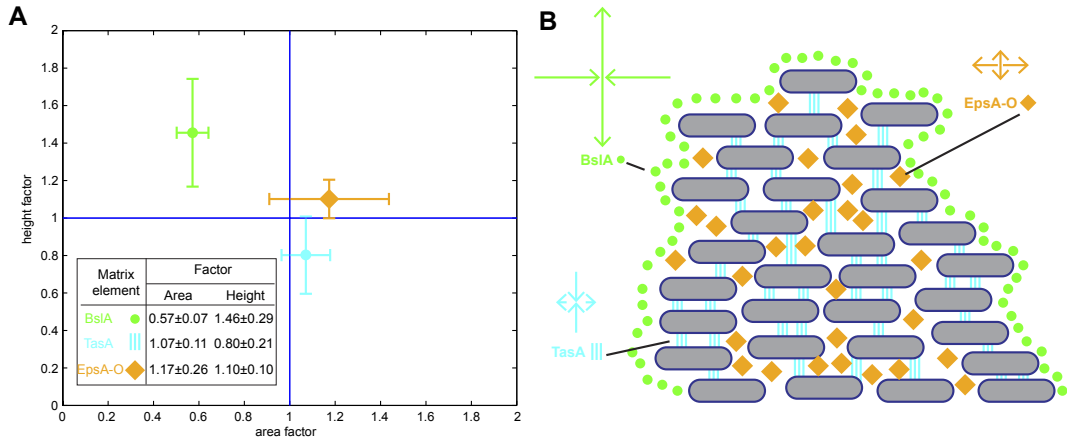 A
height factor
2
1.8
1.6
1.4
1.2
1
0.8
0.6
0.4
0.2
0
0 0.2 0.4 0.6 0.8 1 1.2 1.4 1.6 1.8 2
area factor
Matrix element Factor
Area Height
BslA 0.57±0.07 1.46±0.29
TasA 1.07±0.11 0.80±0.21
EpsA-O 1.17±0.26 1.10±0.10
B
EpsA-O
BslA
TasA